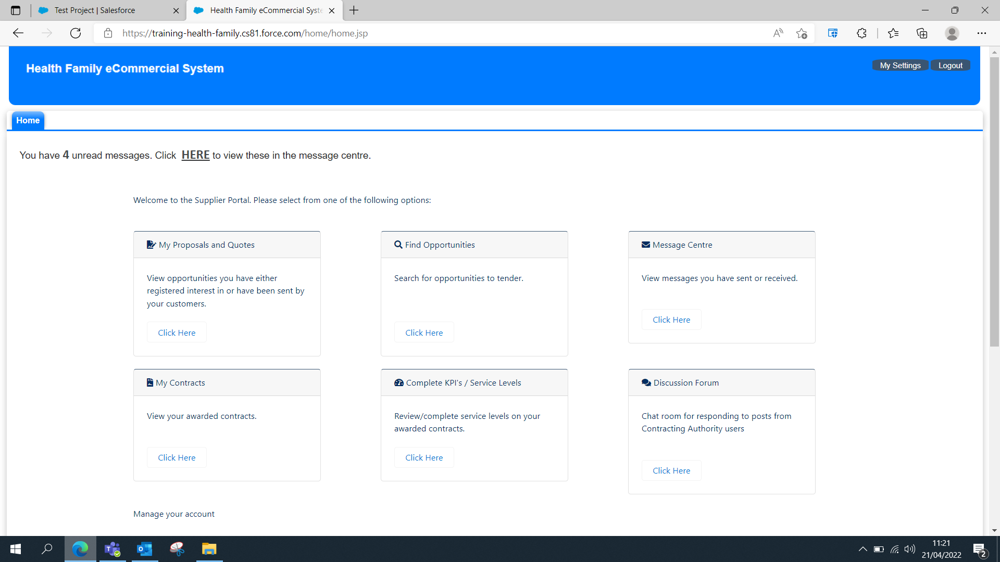 Test Project | Salesforce
Health Family eCommercial Syste
https://training-health-family.cs81.force.com/home/home.jsp
Health Family eCommercial System
My Settings
Logout
Home
You have 4 unread messages. Click HERE to view these in the message centre.
Welcome to the Supplier Portal. Please select from one of the following options:
My Proposals and Quotes
View opportunities you have either
registered interest in or have been sent by
your customers.
Click Here
Find Opportunities
Search for opportunities to tender.
Click Here
Message Centre
View messages you have sent or received.
Click Here
My Contracts
View your awarded contracts.
Click Here
Complete KPI's / Service Levels
Review/complete service levels on your
awarded contracts.
Click Here
Discussion Forum
Chat room for responding to posts from
Contracting Authority users
Click Here
Manage your account
11:21
21/04/2022
2